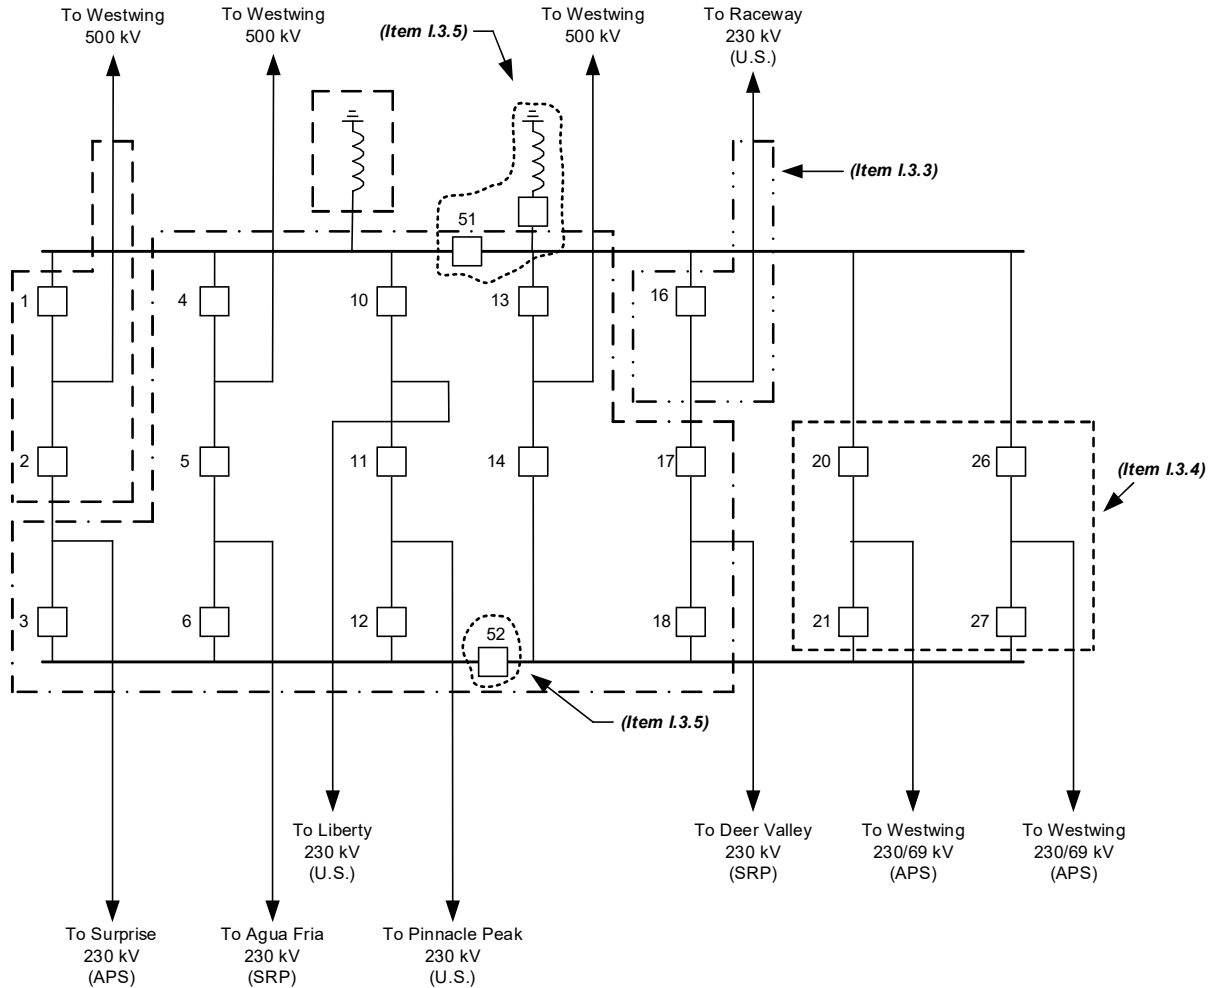 To Westwing
500 kV
To Westwing
500 kV
(Item I.3.5)
To Westwing
500 kV
To Raceway
230 kV
(U.S.)
(Item I.3.3)
51
1
4
10
13
16
2
5
11
14
17
20
26
(Item I.3.4)
3
6
12
52
18
21
27
(Item I.3.5)
To Liberty
230 kV
(U.S.)
To Deer Valley
230 kV
(SRP)
To Westwing
230/69 kV
(APS)
To Westwing
230/69 kV
(APS)
To Surprise
230 kV
(APS)
To Agua Fria
230 kV
(SRP)
To Pinnacle Peak
230 kV
(U.S.)